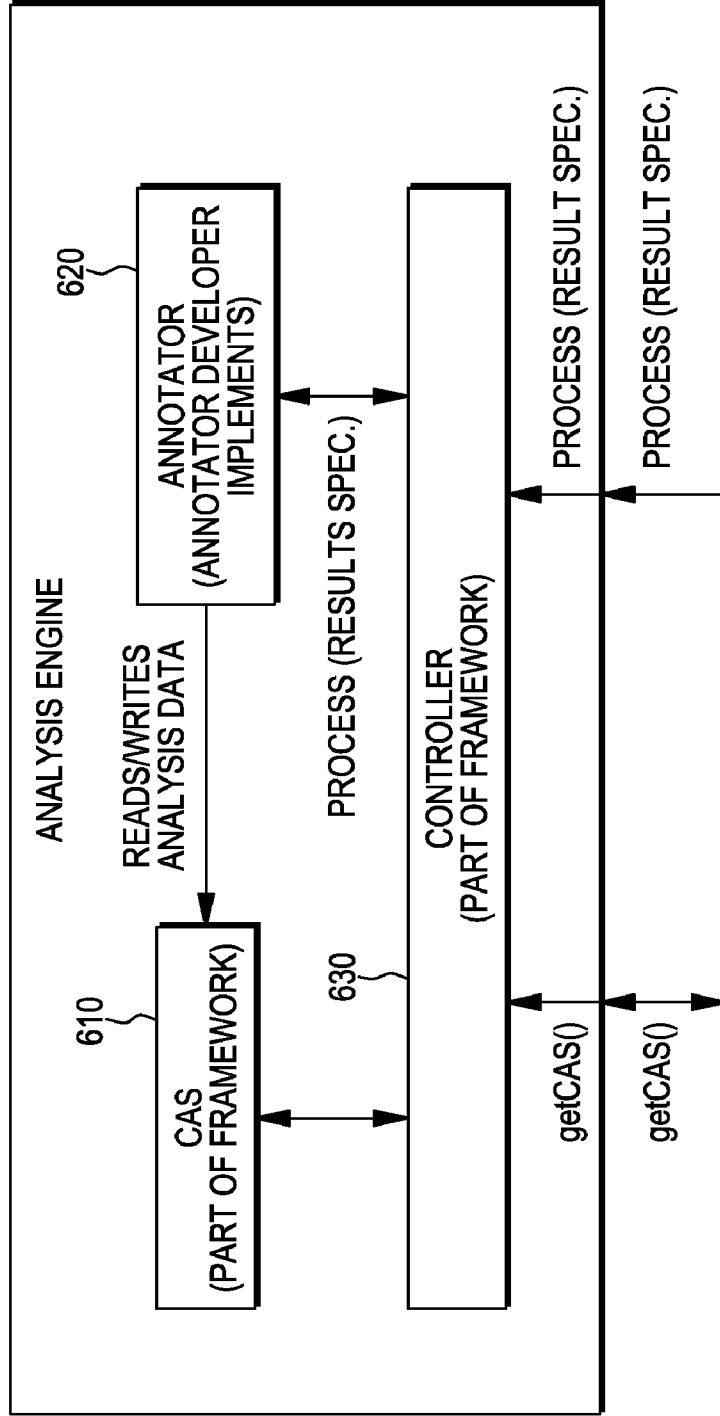 ANALYSIS ENGINE
610
CAS
(PART OF FRAMEWORK)
READS/WRITES
ANALYSIS DATA
620
ANNOTATOR
(ANNOTATOR DEVELOPER
IMPLEMENTS)
PROCESS (RESULTS SPEC.)
630
CONTROLLER
(PART OF FRAMEWORK)
getCAS()
PROCESS (RESULT SPEC.)
getCAS()
PROCESS (RESULT SPEC.)